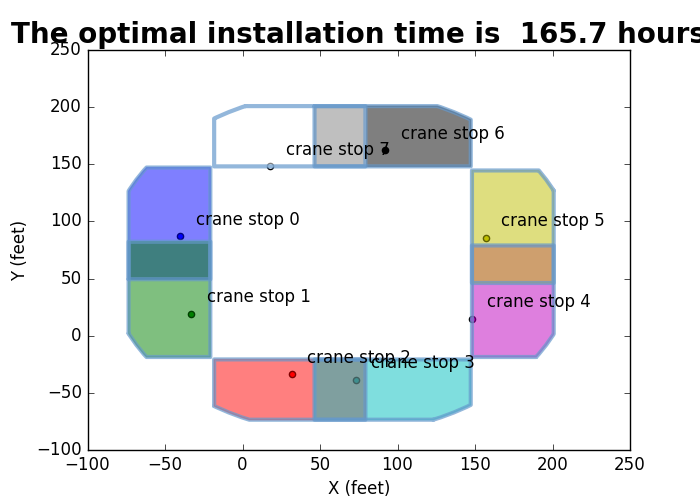 The optimal installation time is  165.7 hours
250
200
150
100
50
0
−50
−100
Y (feet)
crane stop 6
crane stop 7
crane stop 0
crane stop 5
crane stop 1
crane stop 4
crane stop 2
crane stop 3
−100 −50 0 50 100 150 200 250
X (feet)